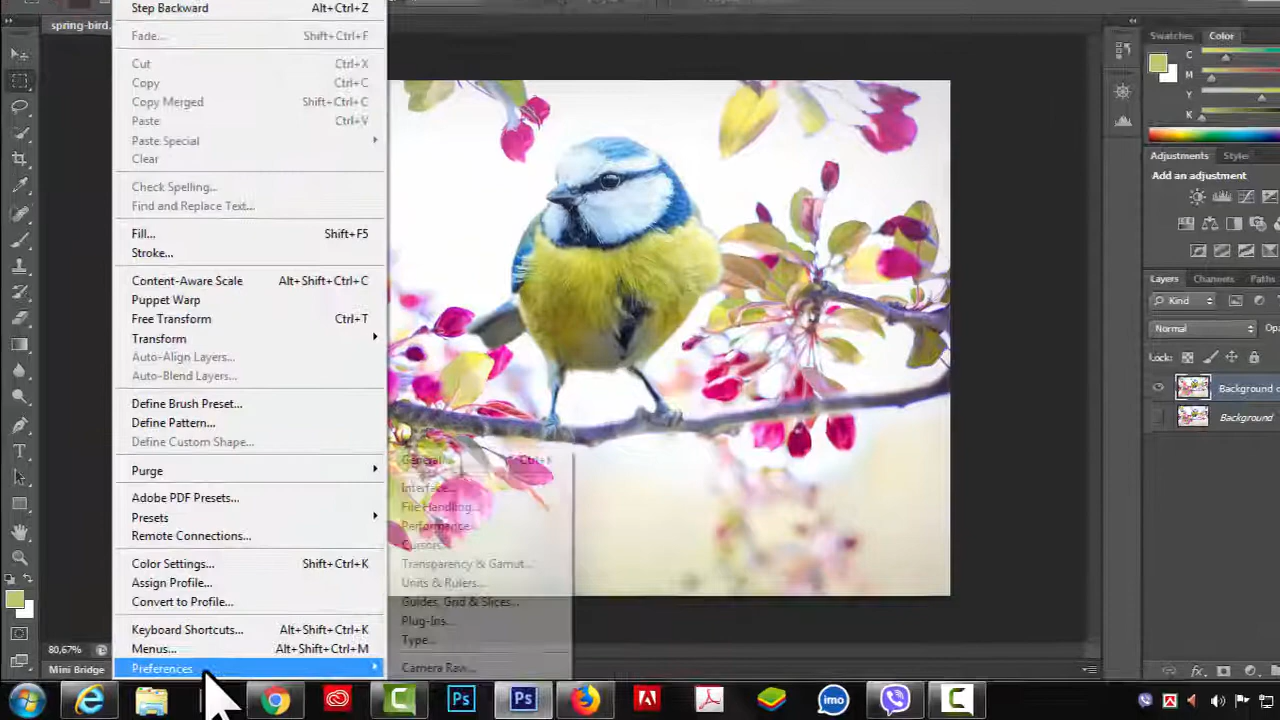 Step Backward Alt+Ctrl+Z
spring-bird.
Fade... Shift+Ctrl+F
Cut Ctrl+X
Copy Ctrl+C
Copy Merged Shift+Ctrl+C
Paste Ctrl+V
Paste Special
Clear
Check Spelling...
Find and Replace Text...
Fill... Shift+F5
Stroke...
Content-Aware Scale Alt+Shift+Ctrl+C
Puppet Warp
Free Transform Ctrl+T
Transform
Auto-Align Layers...
Auto-Blend Layers...
Define Brush Preset...
Define Pattern...
Define Custom Shape...
Purge
Adobe PDF Presets...
Presets
Remote Connections...
Color Settings... Shift+Ctrl+K
Assign Profile...
Convert to Profile...
Keyboard Shortcuts... Alt+Shift+Ctrl+K
Menus... Alt+Shift+Ctrl+M
Preferences
General... Ctrl+K
Interface...
File Handling...
Performance...
Cursors...
Transparency & Gamut...
Units & Rulers...
Guides, Grid & Slices...
Plug-Ins...
Type...
Camera Raw...
Swatches Color
C
M
Y
K
Adjustments Styles
Add an adjustment
Layers Channels Paths
Kind
Normal Opa
Lock:
Background c
Background
fx
80,67%
Mini Bridge
Ps
Ps
imo